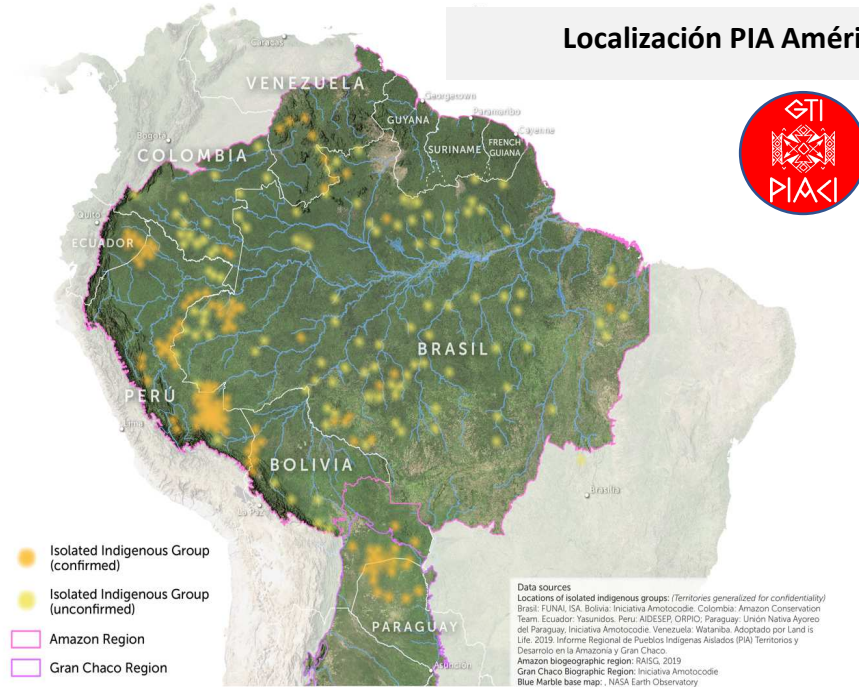 Localización PIA Améri
GTI
PIACI
Caracas
VENEZUELA
Georgetown
Paramaribo
GUYANA
Cayenne
Bogotá
SURINAME
FRENCH
GUIANA
COLOMBIA
Quito
ECUADOR
BRASIL
PERÚ
Lima
BOLIVIA
Brasilia
La Paz
Isolated Indigenous Group
(confirmed)
Isolated Indigenous Group
(unconfirmed)
Amazon Region
Gran Chaco Region
PARAGUAY
Asunción
Data sources
Locations of isolated indigenous groups: (Territories generalized for confidentiality)
Brasil: FUNAI, ISA. Bolivia: Iniciativa Amotocodie. Colombia: Amazon Conservation
Team. Ecuador: Yasunidos. Peru: AIDESEP, ORPIO; Paraguay: Unión Nativa Ayoreo
del Paraguay, Iniciativa Amotocodie. Venezuela: Wataniba. Adoptado por Land is
Life. 2019. Informe Regional de Pueblos Indígenas Aislados (PIA) Territorios y
Desarrolo en la Amazonía y Gran Chaco.
Amazon biogeographic region: RAISG, 2019
Gran Chaco Biographic Region: Iniciativa Amotocodie
Blue Marble base map: , NASA Earth Observatory